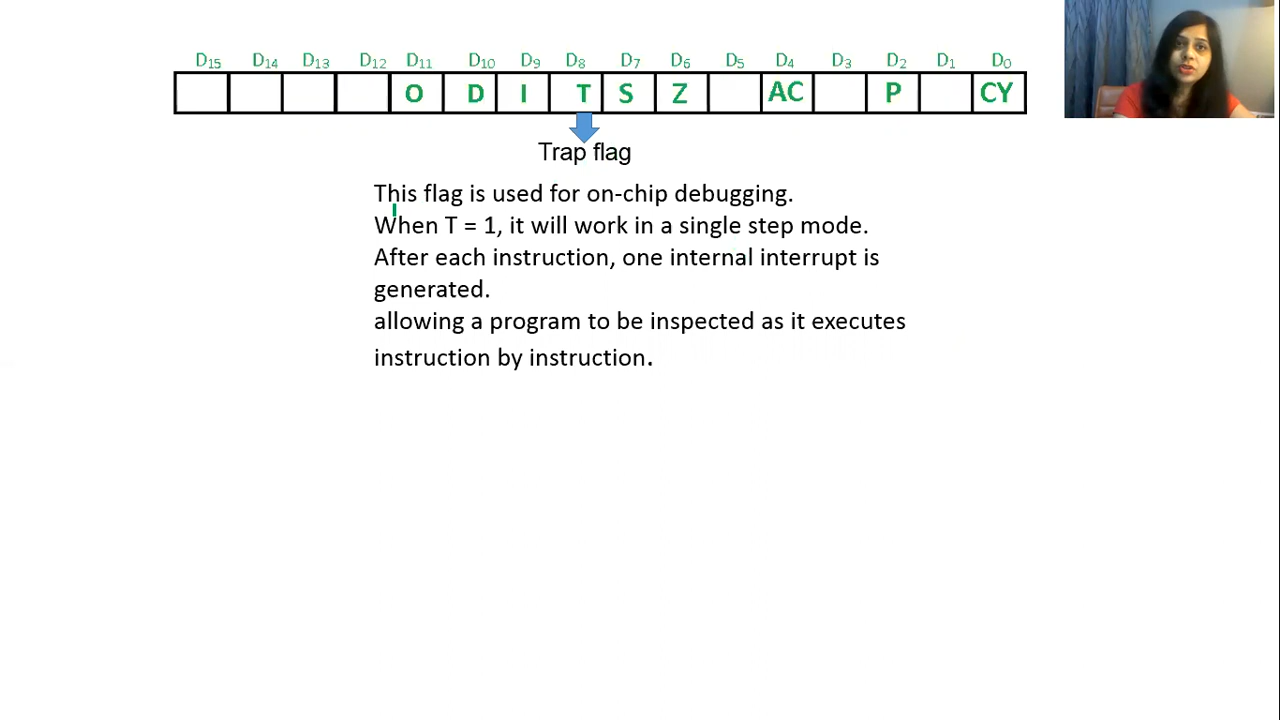 D15 D14 D13 D12 D11 D10 D9 D8 D7 D6 D5 D4 D3 D2 D1 D0
O D I T S Z AC P CY
Trap flag
This flag is used for on-chip debugging.
When T = 1, it will work in a single step mode.
After each instruction, one internal interrupt is
generated.
allowing a program to be inspected as it executes
instruction by instruction.